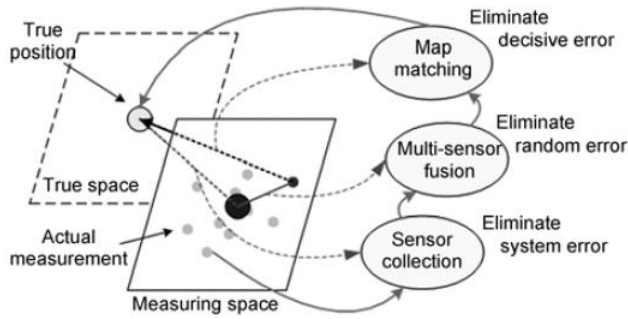 True
position
Eliminate
decisive error
Map
matching
Eliminate
random error
Multi-sensor
fusion
True space
Actual
measurement
Eliminate
system error
Sensor
collection
Measuring space